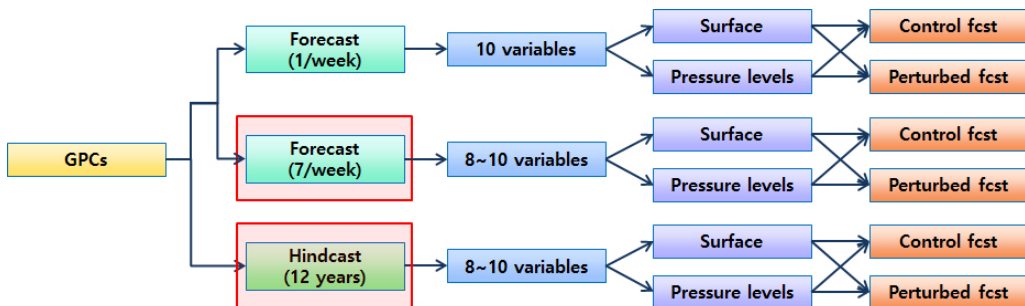 GPCs
Forecast
(1/week)
10 variables
Surface
Pressure levels
Control fcst
Perturbed fcst
Forecast
(7/week)
8~10 variables
Surface
Pressure levels
Control fcst
Perturbed fcst
Hindcast
(12 years)
8~10 variables
Surface
Pressure levels
Control fcst
Perturbed fcst